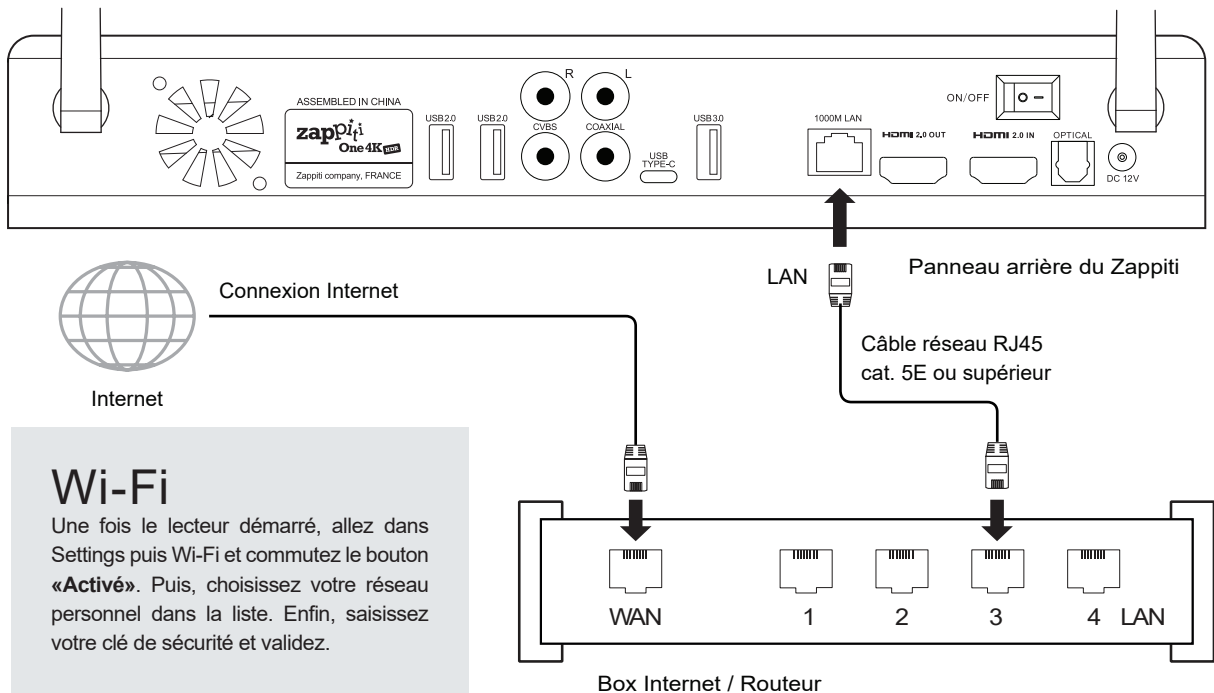 R
L
ON/OFF
ASSEMBLED IN CHINA
zappiti
One 4K HDR
Zappiti company, FRANCE
USB 2.0
USB 2.0
CVBS
COAXIAL
USB
TYPE-C
USB 3.0
1000M LAN
HDMI 2.0 OUT
HDMI 2.0 IN
OPTICAL
DC 12V
LAN
Panneau arrière du Zappiti
Connexion Internet
Internet
Câble réseau RJ45
cat. 5E ou supérieur
Wi-Fi
Une fois le lecteur démarré, allez dans
Settings puis Wi-Fi et commutez le bouton
«Activé». Puis, choisissez votre réseau
personnel dans la liste. Enfin, saisissez
votre clé de sécurité et validez.
WAN
1
2
3
4
LAN
Box Internet / Routeur